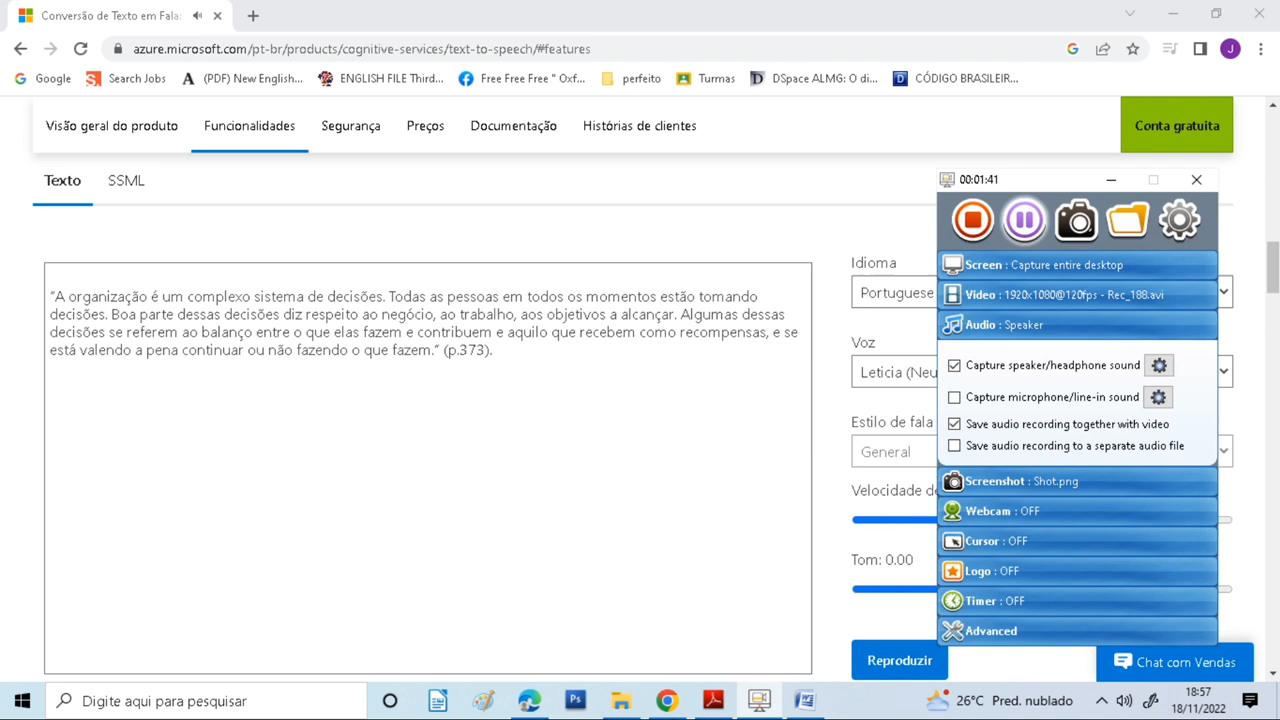 Conversão de Texto em Fala:
azure.microsoft.com/pt-br/products/cognitive-services/text-to-speech/#features
J
Google
Search Jobs
(PDF) New English...
ENGLISH FILE Third...
Free Free Free " Oxf...
perfeito
Turmas
DSpace ALMG: O di...
CÓDIGO BRASILEIR...
Visão geral do produto
Funcionalidades
Segurança
Preços
Documentação
Histórias de clientes
Conta gratuita
Texto
SSML
00:01:41
"A organização é um complexo sistema de decisões. Todas as pessoas em todos os momentos estão tomando
decisões. Boa parte dessas decisões diz respeito ao negócio, ao trabalho, aos objetivos a alcançar. Algumas dessas
decisões se referem ao balanço entre o que elas fazem e contribuem e aquilo que recebem como recompensas, e se
está valendo a pena continuar ou não fazendo o que fazem." (p.373).
Idioma
Portuguese
Voz
Leticia (Neu
Estilo de fala
General
Velocidade de
Tom: 0.00
Reproduzir
Screen : Capture entire desktop
Video : 1920x1080@120fps - Rec_188.avi
Audio : Speaker
Capture speaker/headphone sound
Capture microphone/line-in sound
Save audio recording together with video
Save audio recording to a separate audio file
Screenshot : Shot.png
Webcam : OFF
Cursor : OFF
Logo : OFF
Timer : OFF
Advanced
Chat com Vendas
Digite aqui para pesquisar
Ps
26°C Pred. nublado
18:57
18/11/2022